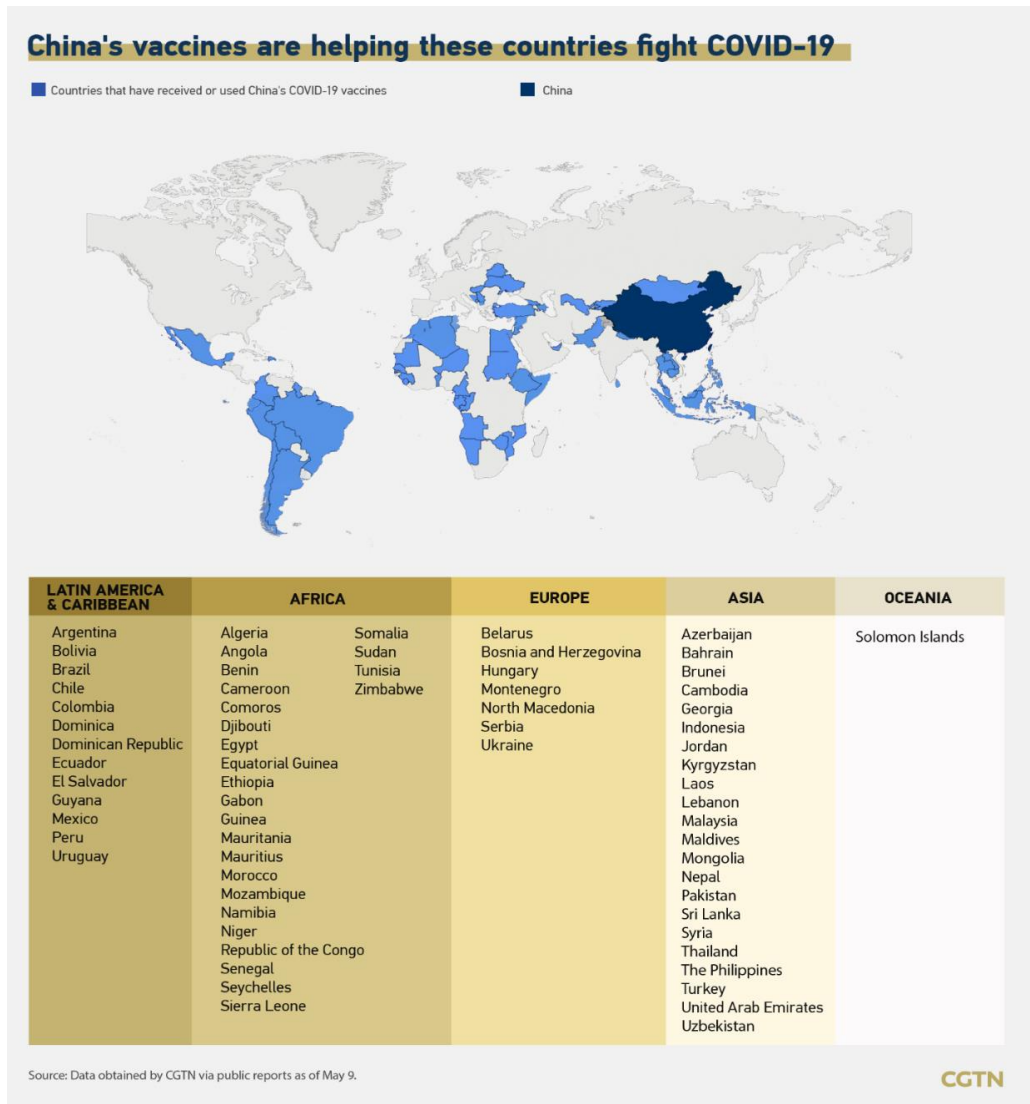 China's vaccines are helping these countries fight COVID-19
Countries that have received or used China's COVID-19 vaccines
China
LATIN AMERICA
& CARIBBEAN
Argentina
Bolivia
Brazil
Chile
Colombia
Dominica
Dominican Republic
Ecuador
El Salvador
Guyana
Mexico
Peru
Uruguay
AFRICA
Algeria
Angola
Benin
Cameroon
Comoros
Djibouti
Egypt
Equatorial Guinea
Ethiopia
Gabon
Guinea
Mauritania
Mauritius
Morocco
Mozambique
Namibia
Niger
Republic of the Congo
Senegal
Seychelles
Sierra Leone
Somalia
Sudan
Tunisia
Zimbabwe
EUROPE
Belarus
Bosnia and Herzegovina
Hungary
Montenegro
North Macedonia
Serbia
Ukraine
ASIA
Azerbaijan
Bahrain
Brunei
Cambodia
Georgia
Indonesia
Jordan
Kyrgyzstan
Laos
Lebanon
Malaysia
Maldives
Mongolia
Nepal
Pakistan
Sri Lanka
Syria
Thailand
The Philippines
Turkey
United Arab Emirates
Uzbekistan
OCEANIA
Solomon Islands
Source: Data obtained by CGTN via public reports as of May 9.
CGTN